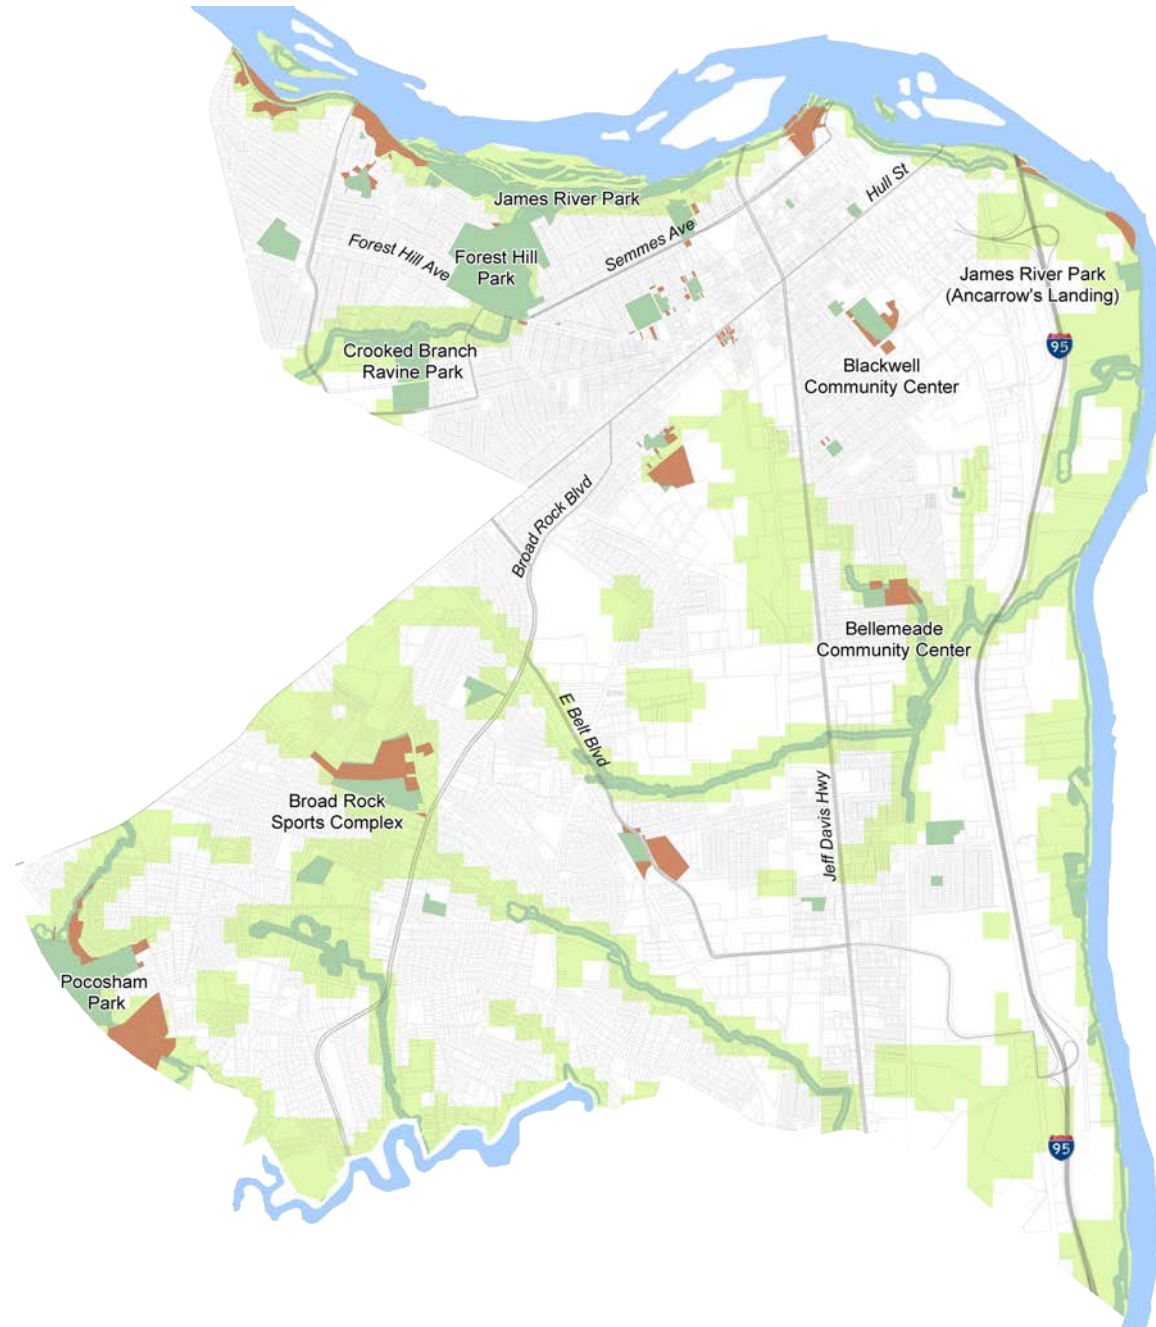 James River Park
Hull St
Forest Hill Ave
Forest Hill
Park
Semmes Ave
James River Park
(Ancarrow's Landing)
95
Crooked Branch
Ravine Park
Blackwell
Community Center
Broad Rock Blvd
Bellemeade
Community Center
E Belt Blvd
Broad Rock
Sports Complex
Jeff Davis Hwy
Pocosham
Park
95